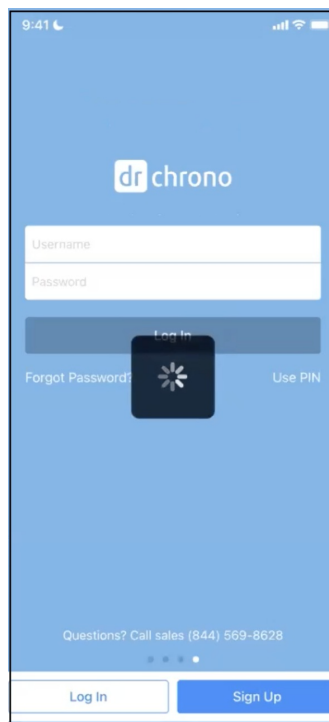 9:41
dr chrono
Username
Password
Log In
Forgot Password?
Use PIN
Questions? Call sales (844) 569-8628
Log In
Sign Up